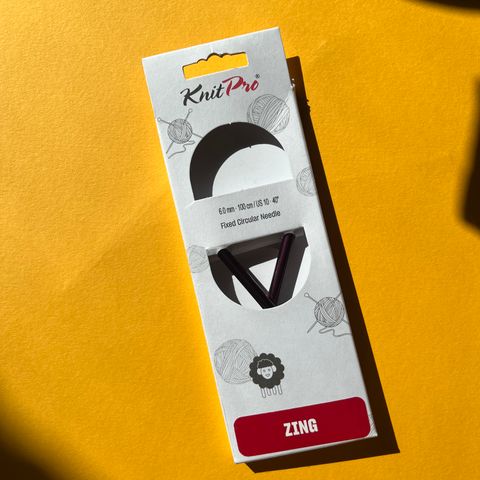 KnitPro®
6.0 mm - 100 cm / US 10 - 40"
Fixed Circular Needle
ZING